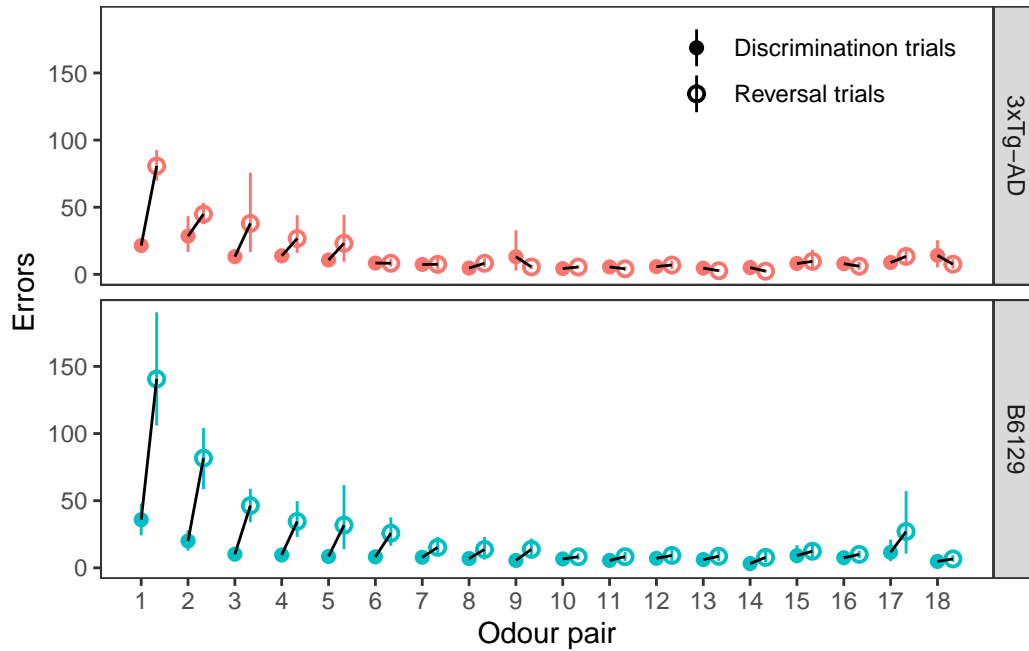 Discriminatinon trials
Reversal trials
150
100
50
0
3xTg−AD
Errors
150
100
50
0
B6129
1 2 3 4 5 6 7 8 9 10 11 12 13 14 15 16 17 18
Odour pair